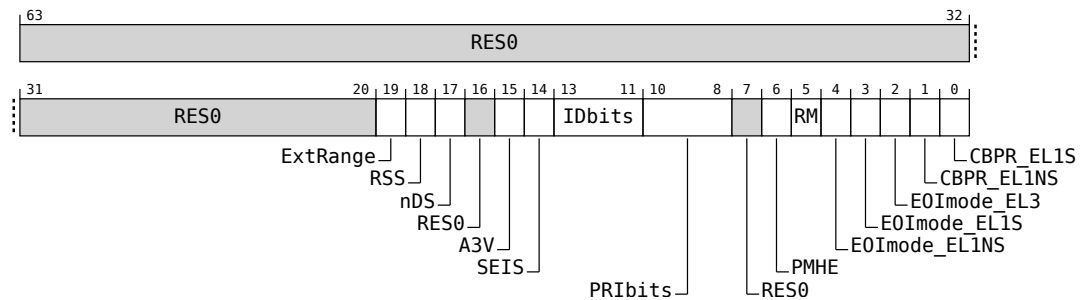 63 32
RES0
31 20 19 18 17 16 15 14 13 11 10 8 7 6 5 4 3 2 1 0
RES0 IDbits RM
ExtRange CBPR_EL1S
RSS CBPR_EL1NS
nDS EOImode_EL3
RES0 EOImode_EL1S
A3V EOImode_EL1NS
SEIS PMHE
PRIbits RES0